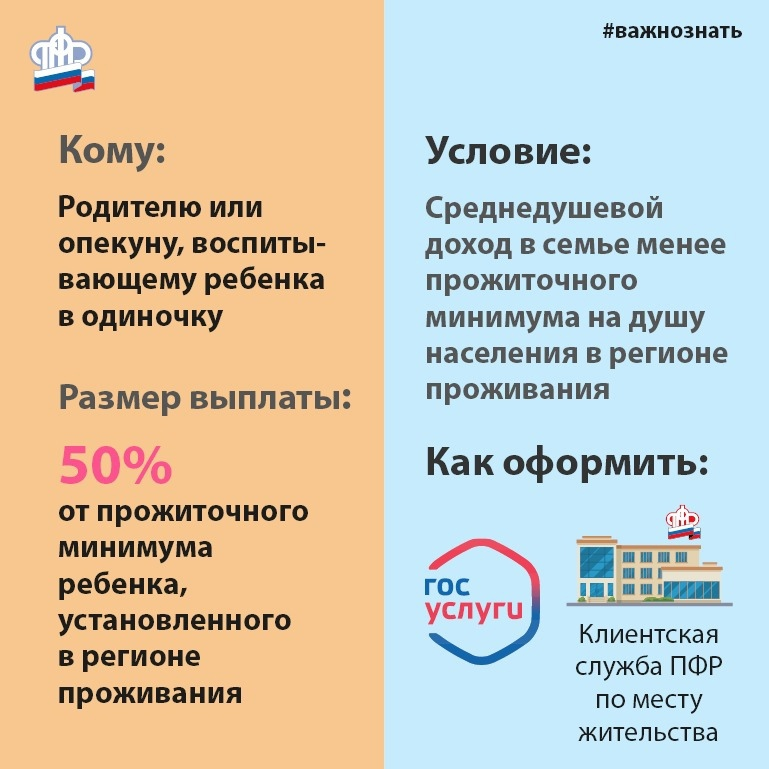 #важнознать
Кому:
Родителю или
опекуну, воспиты-
вающему ребенка
в одиночку
Размер выплаты:
50%
от прожиточного
минимума
ребенка,
установленного
в регионе
проживания
Условие:
Среднедушевой
доход в семье менее
прожиточного
минимума на душу
населения в регионе
проживания
Как оформить:
гос
услуги
Клиентская
служба ПФР
по месту
жительства